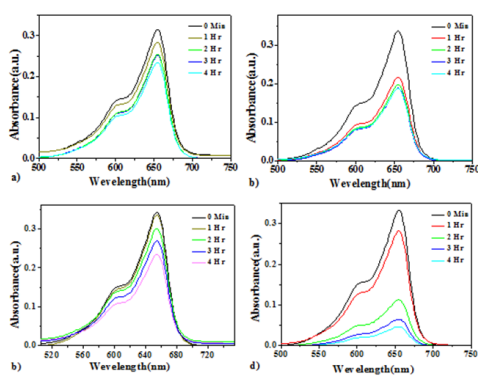 Absorbance(a.u.)
0.3
0.2
0.1
0.0
0 Min
1 Hr
2 Hr
3 Hr
4 Hr
500 550 600 650 700 750
a) Wavelength(nm)
Absorbance(a.u.)
0.3
0.2
0.1
0.0
0 Min
1 Hr
2 Hr
3 Hr
4 Hr
500 550 600 650 700 750
b) Wavelength(nm)
Absorbance(a.u.)
0.3
0.2
0.1
0.0
0 Min
1 Hr
2 Hr
3 Hr
4 Hr
520 560 600 640 680 720
b) Wavelength(nm)
Absorbance(a.u.)
0.3
0.2
0.1
0.0
0 Min
1 Hr
2 Hr
3 Hr
4 Hr
500 550 600 650 700 750
d) Wavelength(nm)